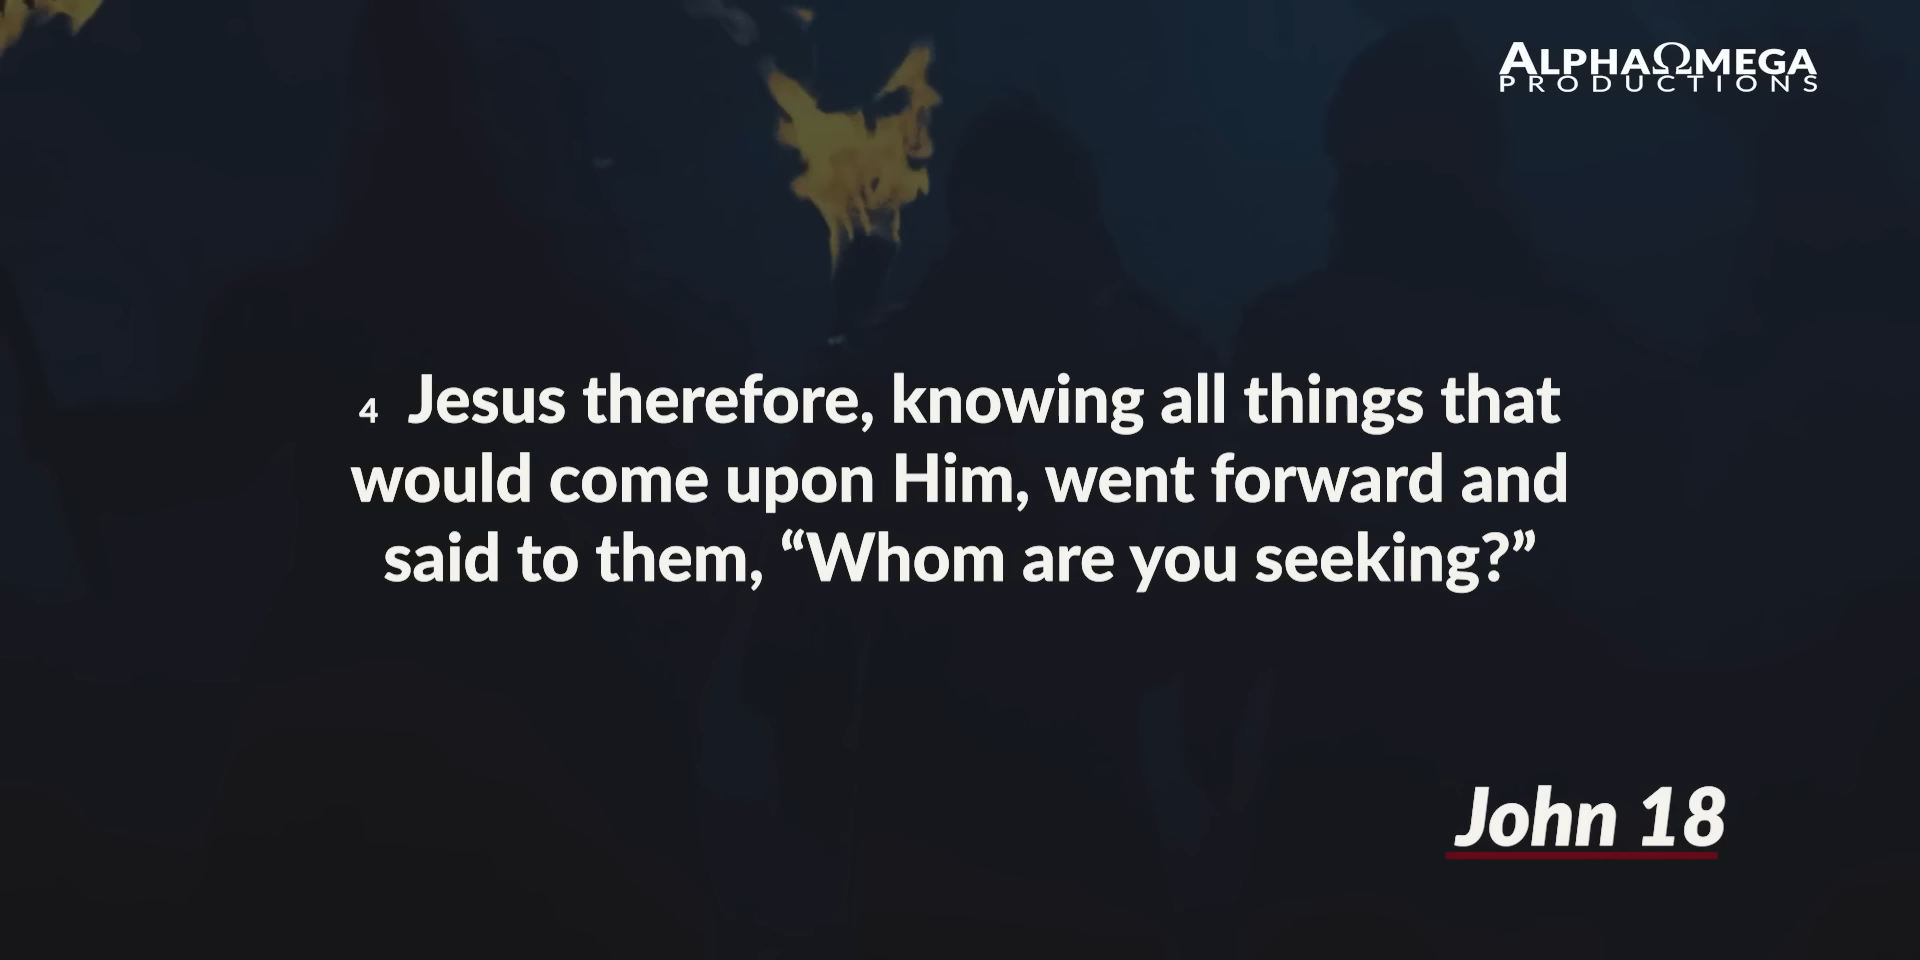 ALPHAΩMEGA
PRODUCTIONS
4 Jesus therefore, knowing all things that
would come upon Him, went forward and
said to them, “Whom are you seeking?”
John 18